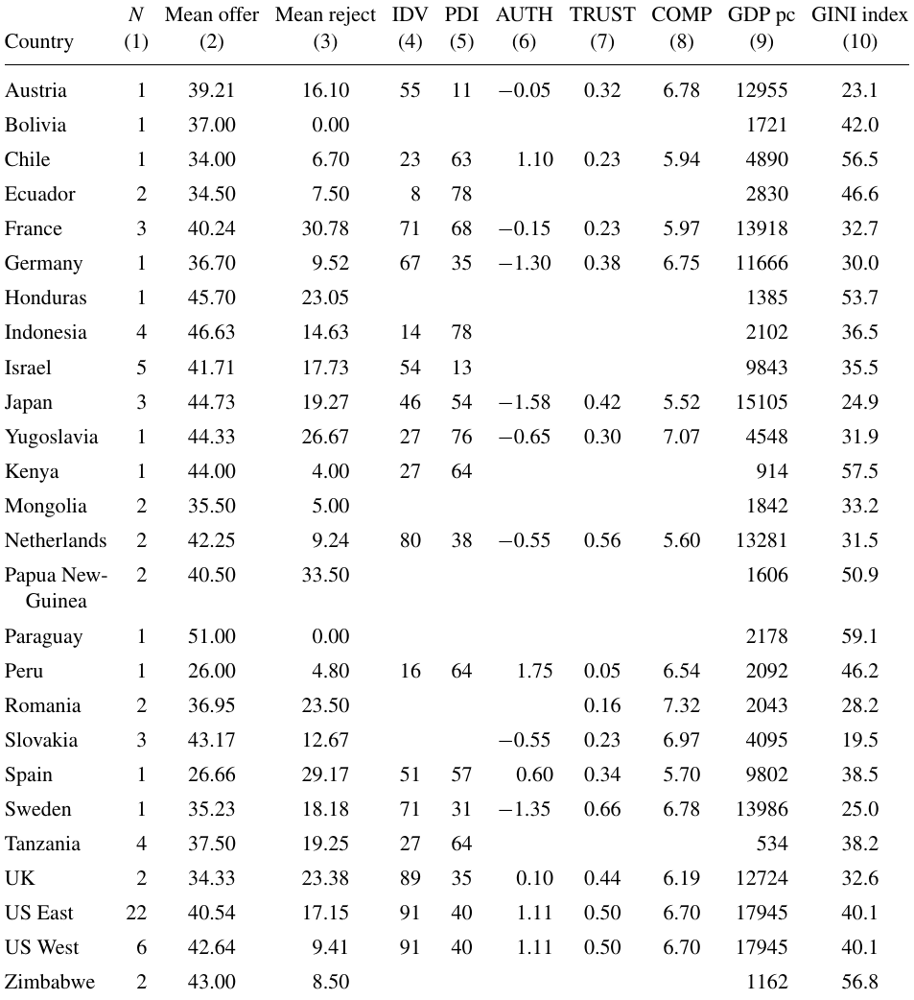 N Mean offer Mean reject IDV PDI AUTH TRUST COMP GDP pc GINI index
Country (1) (2) (3) (4) (5) (6) (7) (8) (9) (10)
Austria 1 39.21 16.10 55 11 −0.05 0.32 6.78 12955 23.1
Bolivia 1 37.00 0.00 1721 42.0
Chile 1 34.00 6.70 23 63 1.10 0.23 5.94 4890 56.5
Ecuador 2 34.50 7.50 8 78 2830 46.6
France 3 40.24 30.78 71 68 −0.15 0.23 5.97 13918 32.7
Germany 1 36.70 9.52 67 35 −1.30 0.38 6.75 11666 30.0
Honduras 1 45.70 23.05 1385 53.7
Indonesia 4 46.63 14.63 14 78 2102 36.5
Israel 5 41.71 17.73 54 13 9843 35.5
Japan 3 44.73 19.27 46 54 −1.58 0.42 5.52 15105 24.9
Yugoslavia 1 44.33 26.67 27 76 −0.65 0.30 7.07 4548 31.9
Kenya 1 44.00 4.00 27 64 914 57.5
Mongolia 2 35.50 5.00 1842 33.2
Netherlands 2 42.25 9.24 80 38 −0.55 0.56 5.60 13281 31.5
Papua New- 2 40.50 33.50 1606 50.9
Guinea
Paraguay 1 51.00 0.00 2178 59.1
Peru 1 26.00 4.80 16 64 1.75 0.05 6.54 2092 46.2
Romania 2 36.95 23.50 0.16 7.32 2043 28.2
Slovakia 3 43.17 12.67 −0.55 0.23 6.97 4095 19.5
Spain 1 26.66 29.17 51 57 0.60 0.34 5.70 9802 38.5
Sweden 1 35.23 18.18 71 31 −1.35 0.66 6.78 13986 25.0
Tanzania 4 37.50 19.25 27 64 534 38.2
UK 2 34.33 23.38 89 35 0.10 0.44 6.19 12724 32.6
US East 22 40.54 17.15 91 40 1.11 0.50 6.70 17945 40.1
US West 6 42.64 9.41 91 40 1.11 0.50 6.70 17945 40.1
Zimbabwe 2 43.00 8.50 1162 56.8